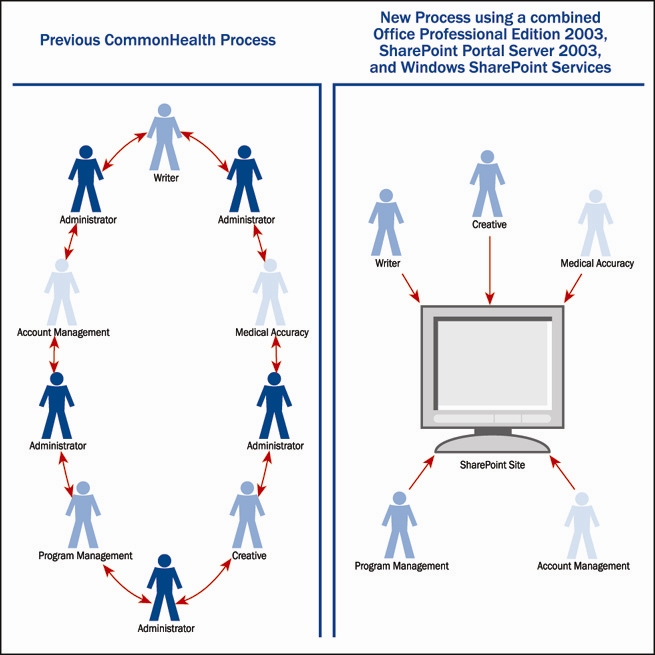 Previous CommonHealth Process
New Process using a combined
Office Professional Edition 2003,
SharePoint Portal Server 2003,
and Windows SharePoint Services
Writer
Administrator
Administrator
Account Management
Medical Accuracy
Administrator
Administrator
Program Management
Creative
Administrator
Creative
Writer
Medical Accuracy
SharePoint Site
Program Management
Account Management